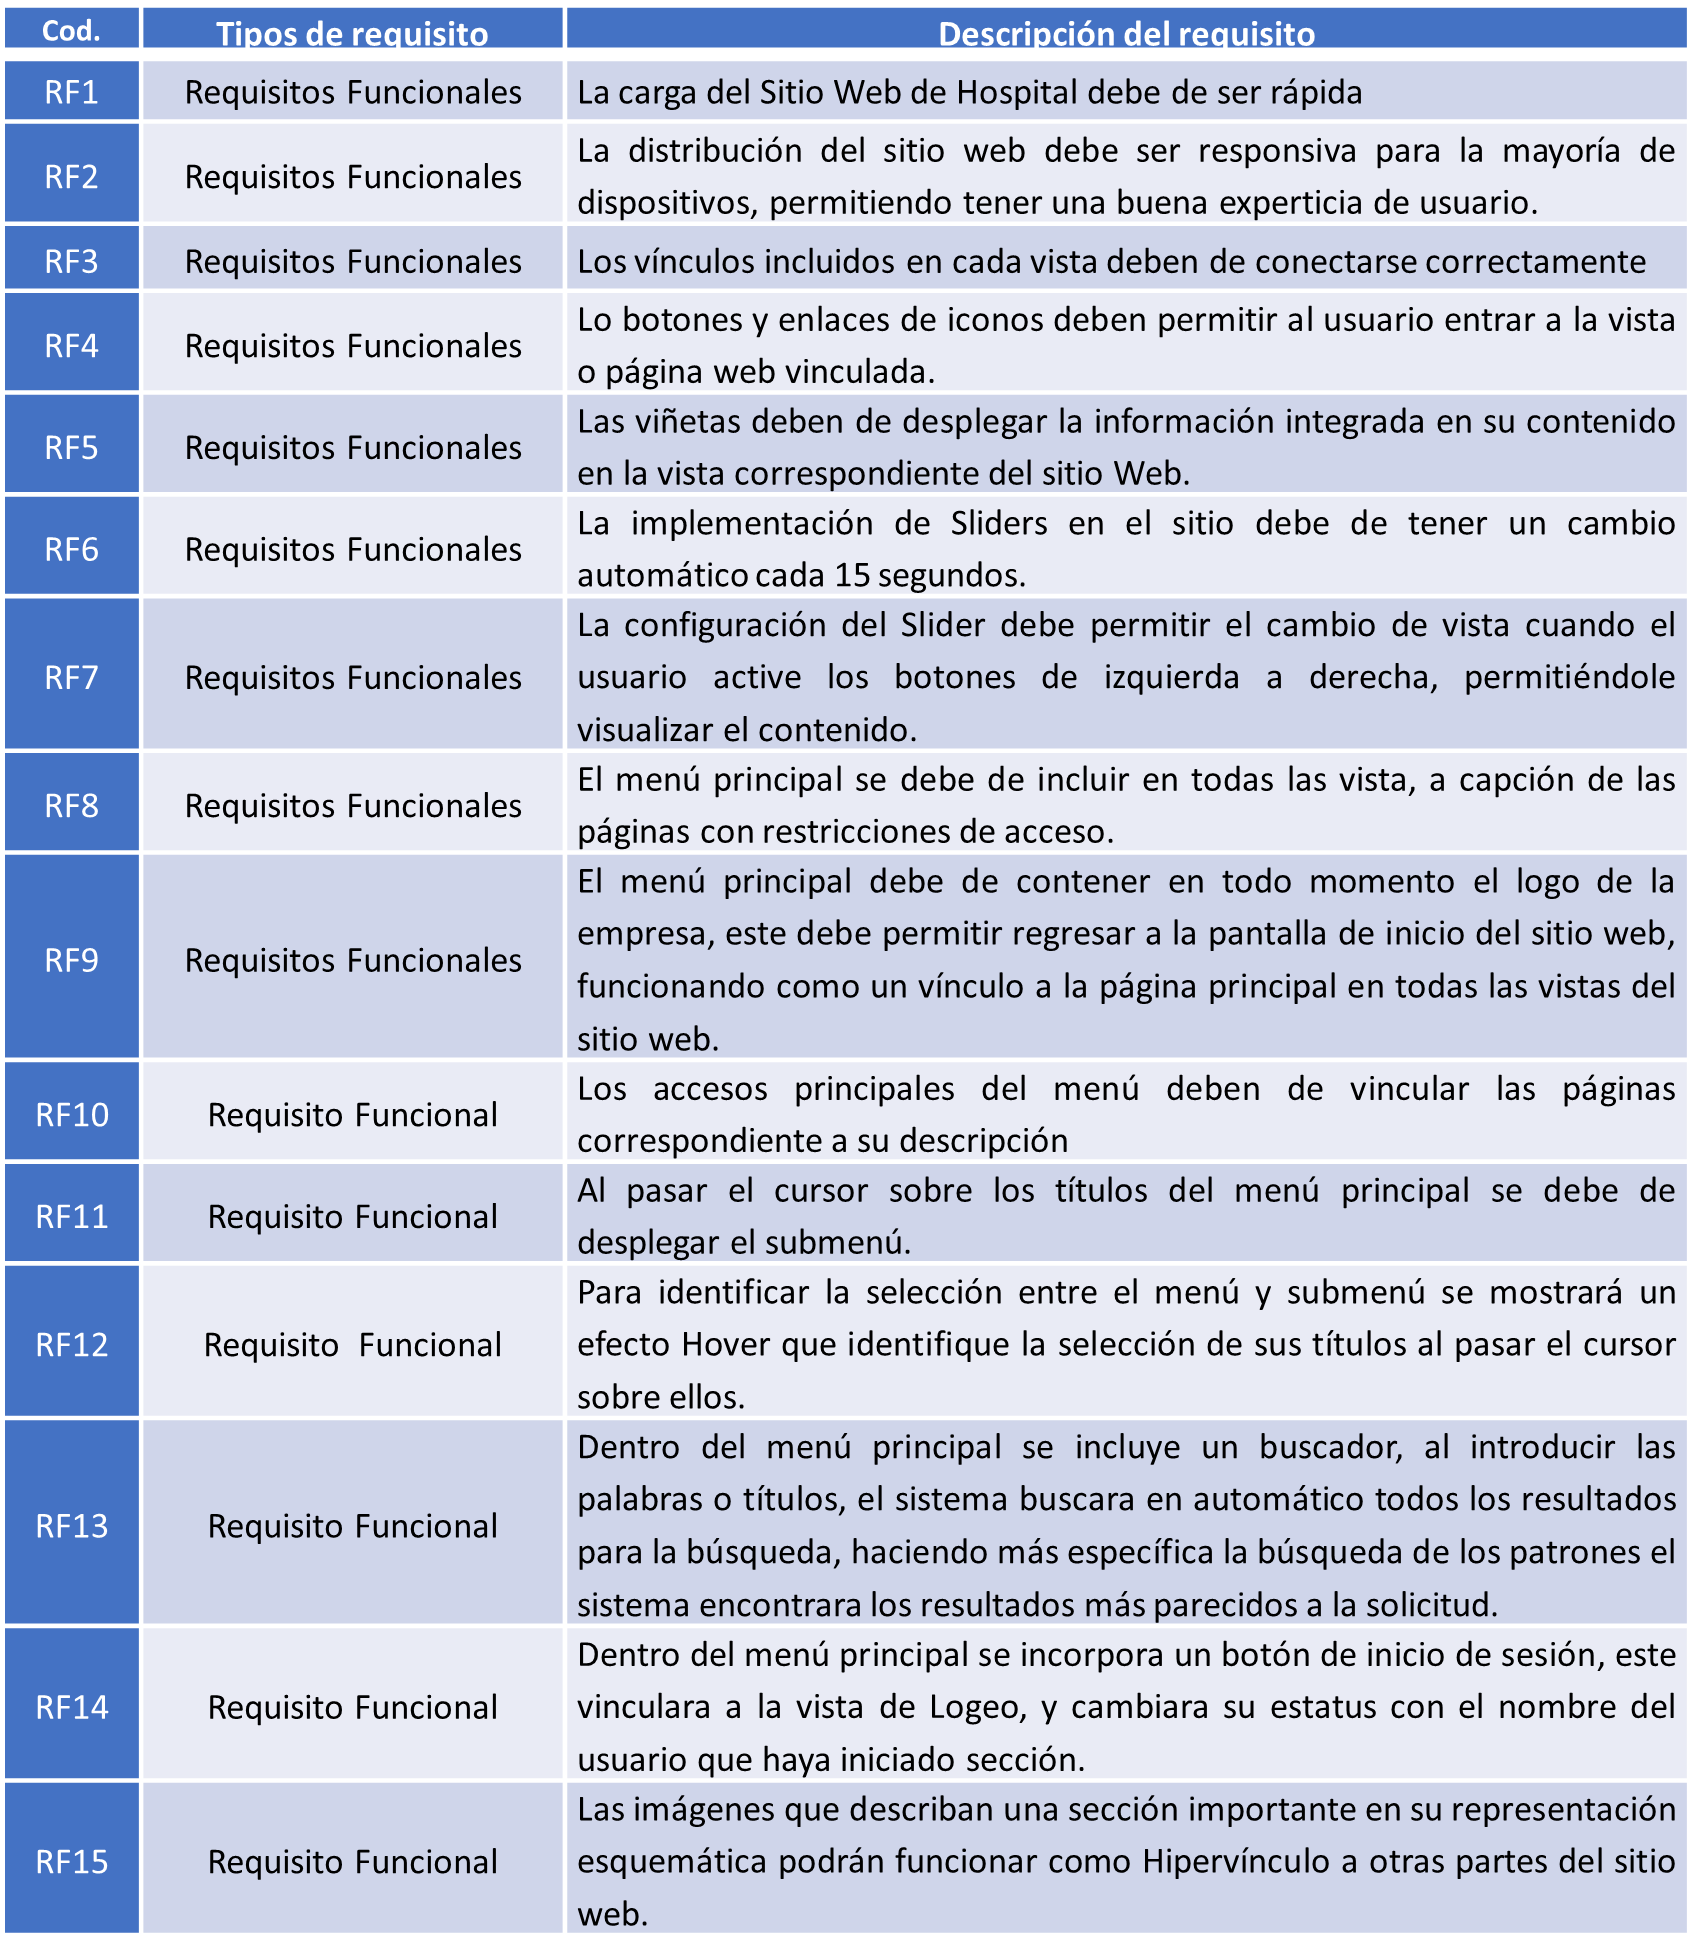 Cod. Tipos de requisito Descripción del requisito
RF1 Requisitos Funcionales La carga del Sitio Web de Hospital debe de ser rápida
RF2 Requisitos Funcionales La distribución del sitio web debe ser responsiva para la mayoría de
dispositivos, permitiendo tener una buena experticia de usuario.
RF3 Requisitos Funcionales Los vínculos incluidos en cada vista deben de conectarse correctamente
RF4 Requisitos Funcionales Lo botones y enlaces de iconos deben permitir al usuario entrar a la vista
o página web vinculada.
RF5 Requisitos Funcionales Las viñetas deben de desplegar la información integrada en su contenido
en la vista correspondiente del sitio Web.
RF6 Requisitos Funcionales La implementación de Sliders en el sitio debe de tener un cambio
automático cada 15 segundos.
RF7 Requisitos Funcionales La configuración del Slider debe permitir el cambio de vista cuando el
usuario active los botones de izquierda a derecha, permitiéndole
visualizar el contenido.
RF8 Requisitos Funcionales El menú principal se debe de incluir en todas las vista, a capción de las
páginas con restricciones de acceso.
RF9 Requisitos Funcionales El menú principal debe de contener en todo momento el logo de la
empresa, este debe permitir regresar a la pantalla de inicio del sitio web,
funcionando como un vínculo a la página principal en todas las vistas del
sitio web.
RF10 Requisito Funcional Los accesos principales del menú deben de vincular las páginas
correspondiente a su descripción
RF11 Requisito Funcional Al pasar el cursor sobre los títulos del menú principal se debe de
desplegar el submenú.
RF12 Requisito Funcional Para identificar la selección entre el menú y submenú se mostrará un
efecto Hover que identifique la selección de sus títulos al pasar el cursor
sobre ellos.
RF13 Requisito Funcional Dentro del menú principal se incluye un buscador, al introducir las
palabras o títulos, el sistema buscara en automático todos los resultados
para la búsqueda, haciendo más específica la búsqueda de los patrones el
sistema encontrara los resultados más parecidos a la solicitud.
RF14 Requisito Funcional Dentro del menú principal se incorpora un botón de inicio de sesión, este
vinculara a la vista de Logeo, y cambiara su estatus con el nombre del
usuario que haya iniciado sección.
RF15 Requisito Funcional Las imágenes que describan una sección importante en su representación
esquemática podrán funcionar como Hipervínculo a otras partes del sitio
web.